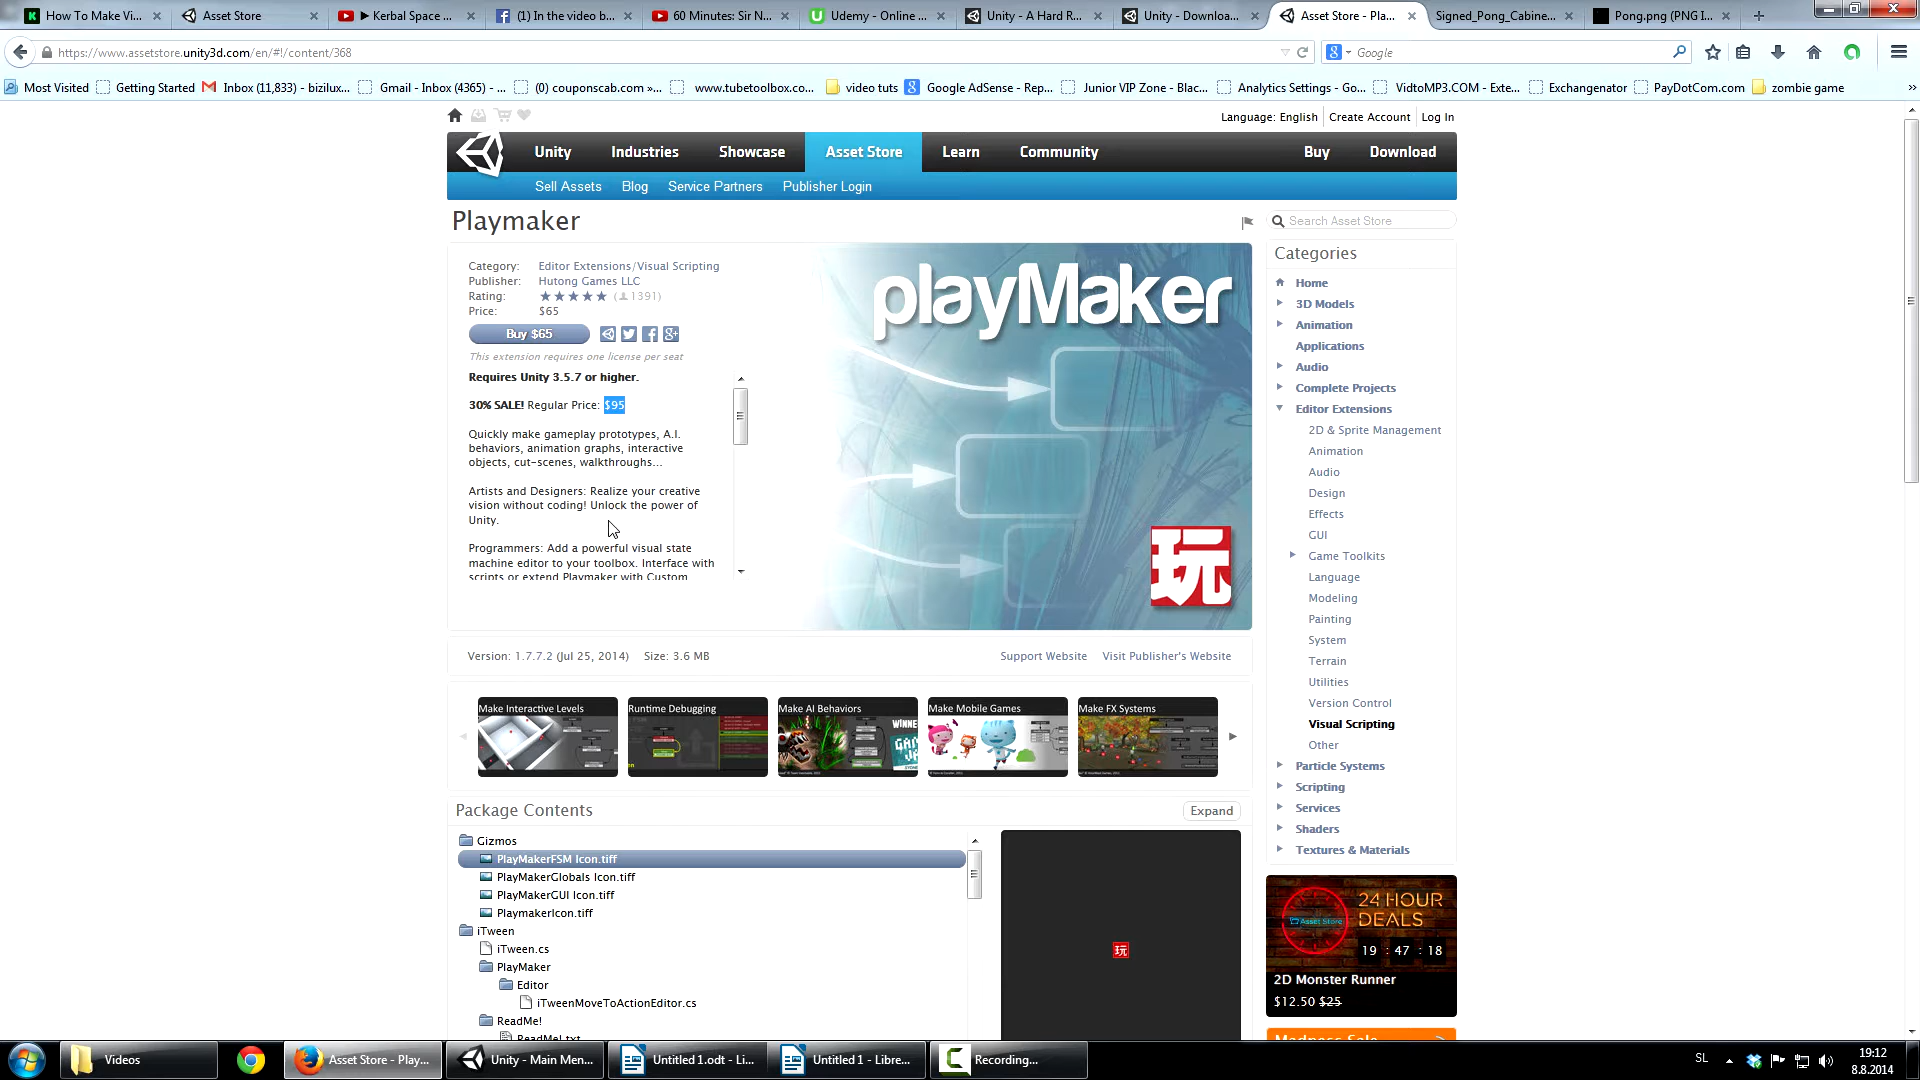 How To Make Vi...
Asset Store
► Kerbal Space ...
(1) In the video b...
60 Minutes: Sir N...
Udemy - Online ...
Unity - A Hard R...
Unity - Downloa...
Asset Store - Pla...
Signed_Pong_Cabine...
Pong.png (PNG I...
https://www.assetstore.unity3d.com/en/#!/content/368
Google
Most Visited
Getting Started
Inbox (11,833) - bizilux...
Gmail - Inbox (4365) - ...
(0) couponscab.com »...
www.tubetoolbox.co...
video tuts
Google AdSense - Rep...
Junior VIP Zone - Blac...
Analytics Settings - Go...
VidtoMP3.COM - Exte...
Exchangenator
PayDotCom.com
zombie game
Language: English
Create Account
Log In
Unity
Industries
Showcase
Asset Store
Learn
Community
Buy
Download
Sell Assets
Blog
Service Partners
Publisher Login
Playmaker
Search Asset Store
Category: Editor Extensions/Visual Scripting
Publisher: Hutong Games LLC
Rating: ★★★★★ (1391)
Price: $65
Buy $65
This extension requires one license per seat
Requires Unity 3.5.7 or higher.
30% SALE! Regular Price: $95
Quickly make gameplay prototypes, A.I.
behaviors, animation graphs, interactive
objects, cut-scenes, walkthroughs...
Artists and Designers: Realize your creative
vision without coding! Unlock the power of
Unity.
Programmers: Add a powerful visual state
machine editor to your toolbox. Interface with
scripts or extend Playmaker with Custom
playMaker
玩
Version: 1.7.7.2 (Jul 25, 2014)
Size: 3.6 MB
Support Website
Visit Publisher's Website
Make Interactive Levels
Runtime Debugging
Make AI Behaviors
WINNE
Make Mobile Games
Make FX Systems
Package Contents
Expand
Gizmos
PlayMakerFSM Icon.tiff
PlayMakerGlobals Icon.tiff
PlayMakerGUI Icon.tiff
PlaymakerIcon.tiff
iTween
iTween.cs
PlayMaker
Editor
iTweenMoveToActionEditor.cs
ReadMe!
ReadMe!.txt
玩
Categories
Home
3D Models
Animation
Applications
Audio
Complete Projects
Editor Extensions
2D & Sprite Management
Animation
Audio
Design
Effects
GUI
Game Toolkits
Language
Modeling
Painting
System
Terrain
Utilities
Version Control
Visual Scripting
Other
Particle Systems
Scripting
Services
Shaders
Textures & Materials
24 HOUR
DEALS
Asset Store
19 : 47 : 18
2D Monster Runner
$12.50 $25
Madness Sale
Videos
Asset Store - Play...
Unity - Main Men...
Untitled 1.odt - Li...
Untitled 1 - Libre...
Recording...
SL
19:12
8.8.2014